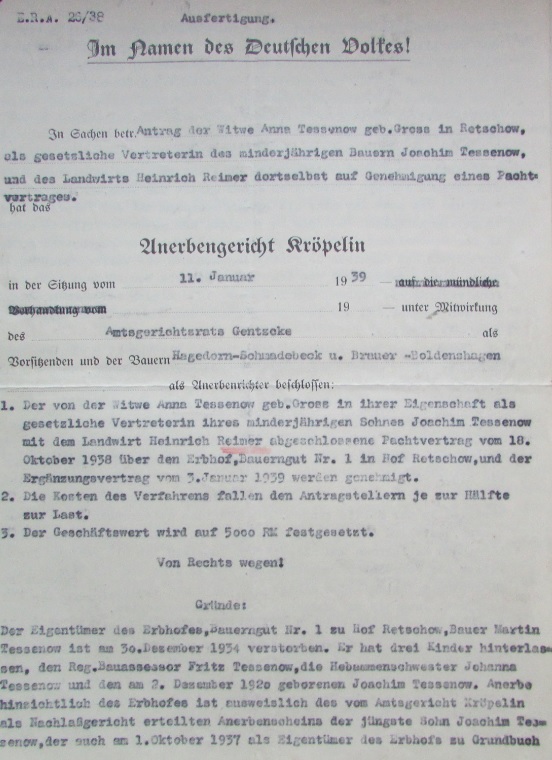 E.R.A. 26/38 Ausfertigung.
Im Namen des Deutschen Volkes!
In Sachen betr. Antrag der Witwe Anna Tessenow geb.Gross in Retschow,
als gesetzliche Vertreterin des minderjährigen Bauern Joachim Tessenow,
und des Landwirts Heinrich Reimer dortselbst auf Genehmigung eines Pacht-
vertrages.
hat das
Anerbengericht Kröpelin
in der Sitzung vom 11. Januar 19 39 — auf die mündliche
Verhandlung vom 19 — unter Mitwirkung
des Amtsgerichtsrats Gentzcke als
Vorsitzenden und der Bauern Hagedorn-Schmadebeck u. Breuer -Boldenshagen
als Anerbenrichter beschlossen:
1. Der von der Witwe Anna Tessenow geb.Gross in ihrer Eigenschaft als
gesetzliche Vertreterin ihres minderjährigen Sohnes Joachim Tessenow
mit dem Landwirt Heinrich Reimer abgeschlossene Pachtvertrag vom 18.
Oktober 1938 über den Erbhof,Bauerngut Nr. 1 in Hof Retschow,und der
Ergänzungsvertrag vom 3.Januar 1939 werden genehmigt.
2. Die Kosten des Verfahrens fallen den Antragstellern je zur Hälfte
zur Last.
3. Der Geschäftswert wird auf 5000 RM festgesetzt.
Von Rechts wegen!
Gründe:
Der Eigentümer des Erbhofes,Bauerngut Nr. 1 zu Hof Retschow,Bauer Martin
Tessenow ist am 30.Dezember 1934 verstorben. Er hat drei Kinder hinterlas-
sen, den Reg.Bauassessor Fritz Tessenow,die Hebammenschwester Johanna
Tessenow und den am 2. Dezember 1920 geborenen Joachim Tessenow. Anerbe
hinsichtlich des Erbhofes ist ausweislich des vom Amtsgericht Kröpelin
als Nachlaßgericht erteilten Anerbenscheins der jüngste Sohn Joachim Tes-
senow,der auch am 1.Oktober 1937 als Eigentümer des Erbhofs zu Grundbuch